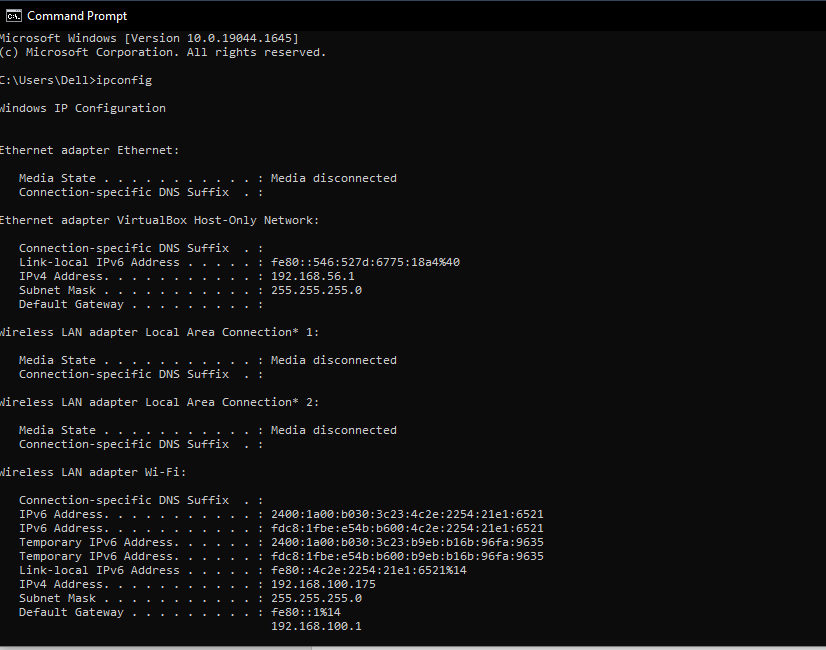 Command Prompt
Microsoft Windows [Version 10.0.19044.1645]
(c) Microsoft Corporation. All rights reserved.
C:\Users\Dell>ipconfig
Windows IP Configuration
Ethernet adapter Ethernet:
Media State . . . . . . . . . . . : Media disconnected
Connection-specific DNS Suffix  . :
Ethernet adapter VirtualBox Host-Only Network:
Connection-specific DNS Suffix  . :
Link-local IPv6 Address . . . . . : fe80::546:527d:6775:18a4%40
IPv4 Address. . . . . . . . . . . : 192.168.56.1
Subnet Mask . . . . . . . . . . . : 255.255.255.0
Default Gateway . . . . . . . . . :
Wireless LAN adapter Local Area Connection* 1:
Media State . . . . . . . . . . . : Media disconnected
Connection-specific DNS Suffix  . :
Wireless LAN adapter Local Area Connection* 2:
Media State . . . . . . . . . . . : Media disconnected
Connection-specific DNS Suffix  . :
Wireless LAN adapter Wi-Fi:
Connection-specific DNS Suffix  . :
IPv6 Address. . . . . . . . . . . : 2400:1a00:b030:3c23:4c2e:2254:21e1:6521
IPv6 Address. . . . . . . . . . . : fdc8:1fbe:e54b:b600:4c2e:2254:21e1:6521
Temporary IPv6 Address. . . . . . : 2400:1a00:b030:3c23:b9eb:b16b:96fa:9635
Temporary IPv6 Address. . . . . . : fdc8:1fbe:e54b:b600:b9eb:b16b:96fa:9635
Link-local IPv6 Address . . . . . : fe80::4c2e:2254:21e1:6521%14
IPv4 Address. . . . . . . . . . . : 192.168.100.175
Subnet Mask . . . . . . . . . . . : 255.255.255.0
Default Gateway . . . . . . . . . : fe80::1%14
192.168.100.1